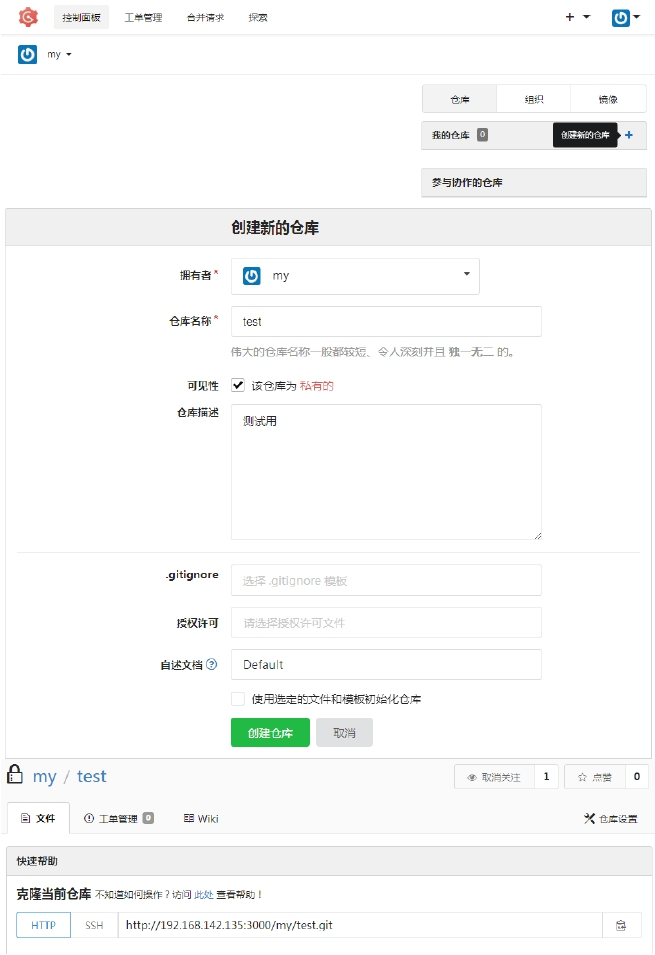 控制面板 工单管理 合并请求 探索
my
仓库 组织 镜像
我的仓库 0 创建新的仓库
参与协作的仓库
创建新的仓库
拥有者* my
仓库名称* test
伟大的仓库名称一般都较短、令人深刻并且 独一无二 的。
可见性 该仓库为 私有的
仓库描述 测试用
.gitignore 选择 .gitignore 模板
授权许可 请选择授权许可文件
自述文档 Default
使用选定的文件和模板初始化仓库
创建仓库 取消
my / test 取消关注 1 点赞 0
文件 工单管理 0 Wiki 仓库设置
快速帮助
克隆当前仓库 不知道如何操作?访问 此处 查看帮助!
HTTP SSH http://192.168.142.135:3000/my/test.git